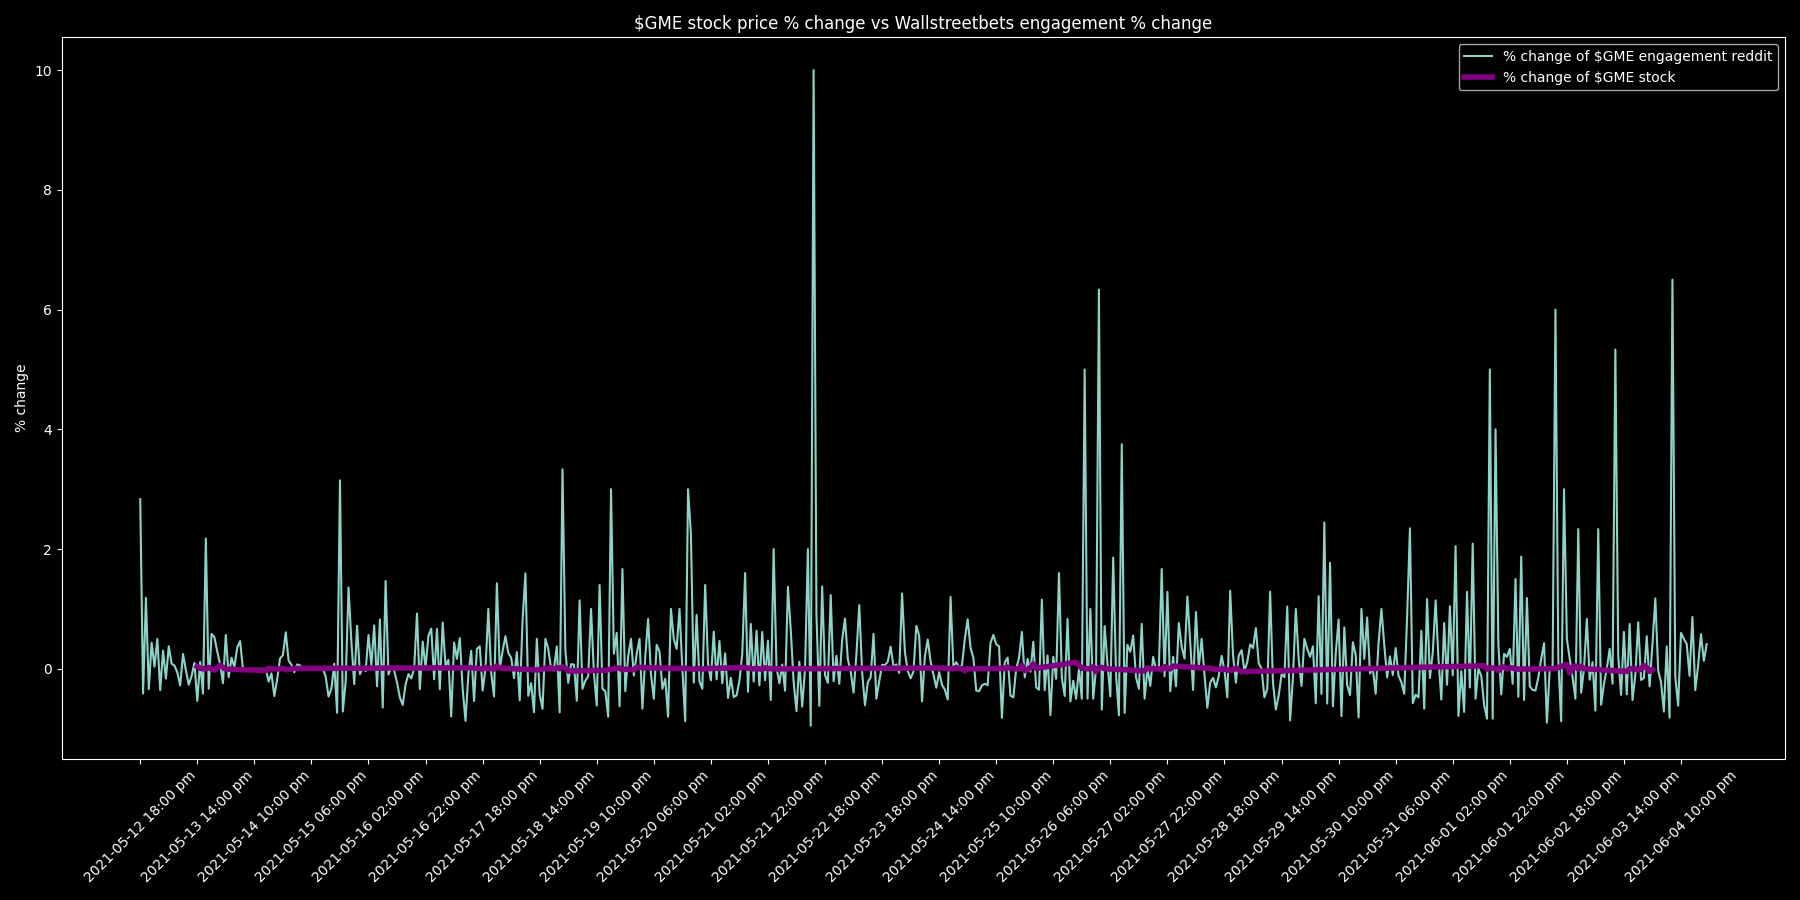 $GME stock price % change vs Wallstreetbets engagement % change
% change of $GME engagement reddit
% change of $GME stock
% change
10
8
6
4
2
0
2021-05-12 18:00 pm
2021-05-13 14:00 pm
2021-05-14 10:00 pm
2021-05-15 06:00 pm
2021-05-16 02:00 pm
2021-05-16 22:00 pm
2021-05-17 18:00 pm
2021-05-18 14:00 pm
2021-05-19 10:00 pm
2021-05-20 06:00 pm
2021-05-21 02:00 pm
2021-05-21 22:00 pm
2021-05-22 18:00 pm
2021-05-23 18:00 pm
2021-05-24 14:00 pm
2021-05-25 10:00 pm
2021-05-26 06:00 pm
2021-05-27 02:00 pm
2021-05-27 22:00 pm
2021-05-28 18:00 pm
2021-05-29 14:00 pm
2021-05-30 10:00 pm
2021-05-31 06:00 pm
2021-06-01 02:00 pm
2021-06-01 22:00 pm
2021-06-02 18:00 pm
2021-06-03 14:00 pm
2021-06-04 10:00 pm